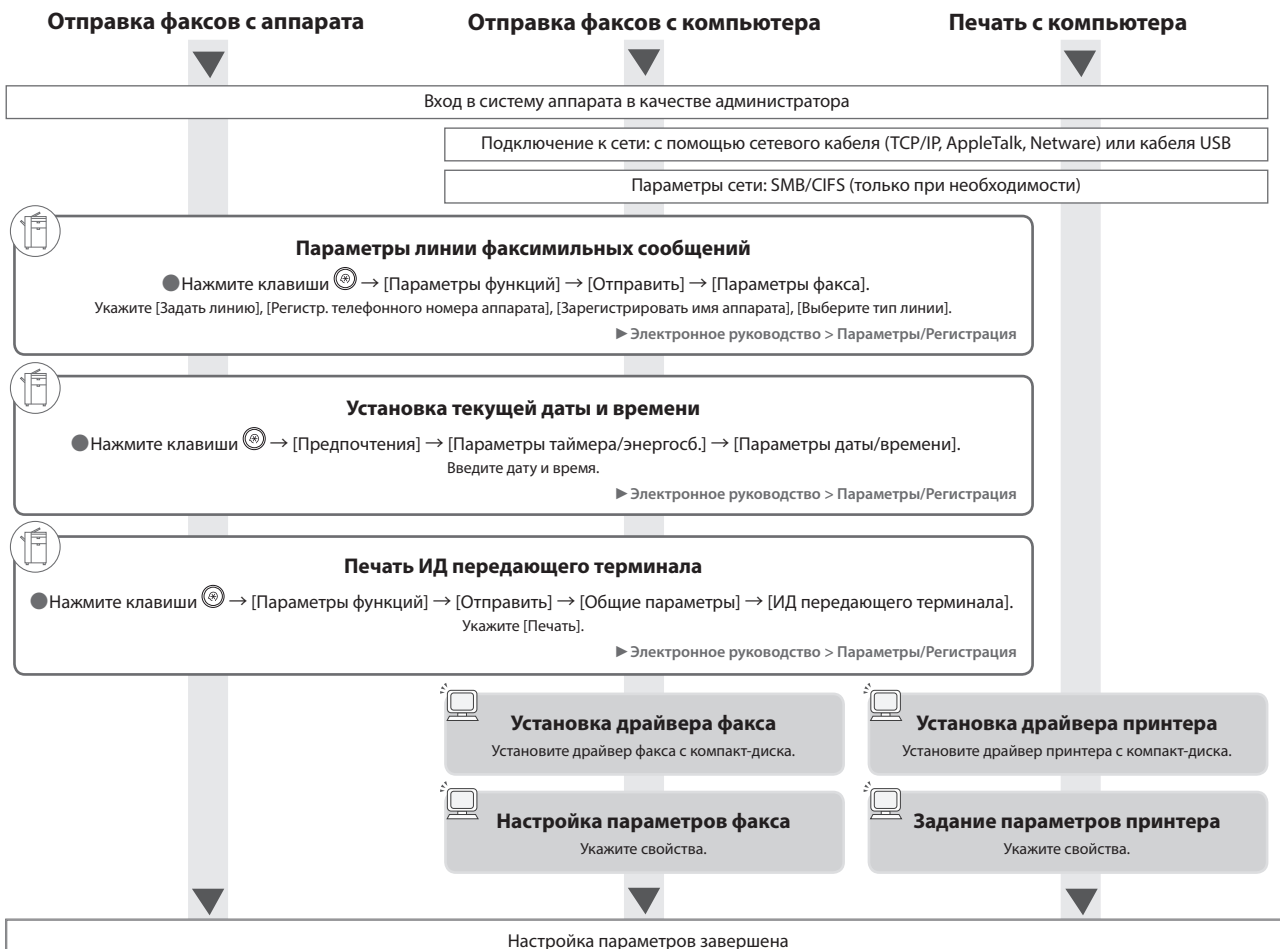 Отправка факсов с аппарата
Отправка факсов с компьютера
Печать с компьютера
Вход в систему аппарата в качестве администратора
Подключение к сети: с помощью сетевого кабеля (TCP/IP, AppleTalk, Netware) или кабеля USB
Параметры сети: SMB/CIFS (только при необходимости)
Параметры линии факсимильных сообщений
●Нажмите клавиши → [Параметры функций] → [Отправить] → [Параметры факса].
Укажите [Задать линию], [Регистр. телефонного номера аппарата], [Зарегистрировать имя аппарата], [Выберите тип линии].
►Электронное руководство > Параметры/Регистрация
Установка текущей даты и времени
●Нажмите клавиши → [Предпочтения] → [Параметры таймера/энергосб.] → [Параметры даты/времени].
Введите дату и время.
►Электронное руководство > Параметры/Регистрация
Печать ИД передающего терминала
●Нажмите клавиши → [Параметры функций] → [Отправить] → [Общие параметры] → [ИД передающего терминала].
Укажите [Печать].
►Электронное руководство > Параметры/Регистрация
Установка драйвера факса
Установите драйвер факса с компакт-диска.
Установка драйвера принтера
Установите драйвер принтера с компакт-диска.
Настройка параметров факса
Укажите свойства.
Задание параметров принтера
Укажите свойства.
Настройка параметров завершена